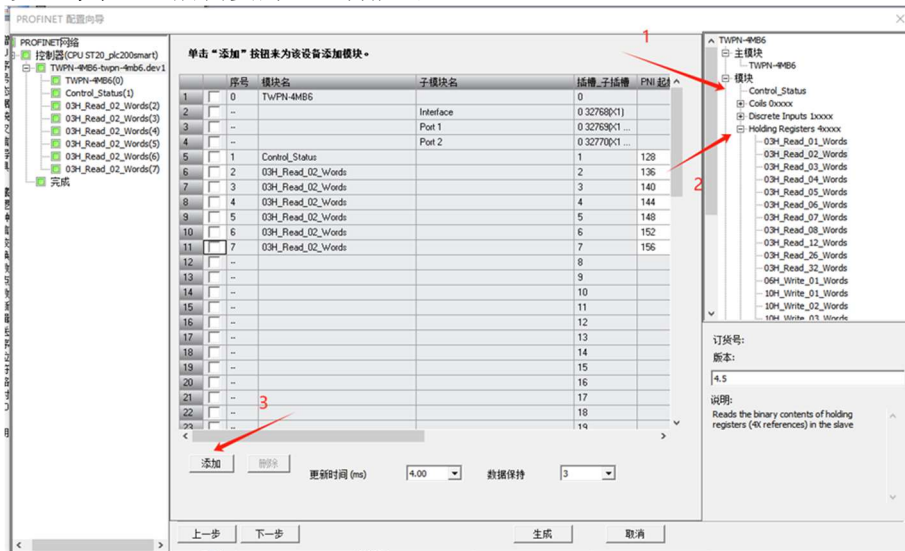 PROFINET 配置向导
PROFINET网络
控制器(CPU ST20_plc200smart)
TWPN-4MB6-twpn-4mb6.dev1
TWPN-4MB6(0)
Control_Status(1)
03H_Read_02_Words(2)
03H_Read_02_Words(3)
03H_Read_02_Words(4)
03H_Read_02_Words(5)
03H_Read_02_Words(6)
03H_Read_02_Words(7)
完成
单击“添加”按钮来为该设备添加模块。
序号 模块名 子模块名 插槽_子插槽 PNI 起
1 0 TWPN-4MB6 0
2 -- Interface 0 32768(X1)
3 -- Port 1 0 32769(X1 ...
4 -- Port 2 0 32770(X1 ...
5 1 Control_Status 1 128
6 2 03H_Read_02_Words 2 136
7 3 03H_Read_02_Words 3 140
8 4 03H_Read_02_Words 4 144
9 5 03H_Read_02_Words 5 148
10 6 03H_Read_02_Words 6 152
11 7 03H_Read_02_Words 7 156
12 -- 8
13 -- 9
14 -- 10
15 -- 11
16 -- 12
17 -- 13
18 -- 14
19 -- 15
20 -- 16
21 -- 17
22 -- 18
23 -- 19
添加 删除
更新时间 (ms) 4.00 数据保持 3
1
2
3
TWPN-4MB6
主模块
TWPN-4MB6
模块
Control_Status
Coils 0xxxx
Discrete Inputs 1xxxx
Holding Registers 4xxxx
03H_Read_01_Words
03H_Read_02_Words
03H_Read_03_Words
03H_Read_04_Words
03H_Read_05_Words
03H_Read_06_Words
03H_Read_07_Words
03H_Read_08_Words
03H_Read_12_Words
03H_Read_26_Words
03H_Read_32_Words
06H_Write_01_Words
10H_Write_01_Words
10H_Write_02_Words
10H_Write_03_Words
订货号:
版本:
4.5
说明:
Reads the binary contents of holding
registers (4X references) in the slave
上一步 下一步 生成 取消